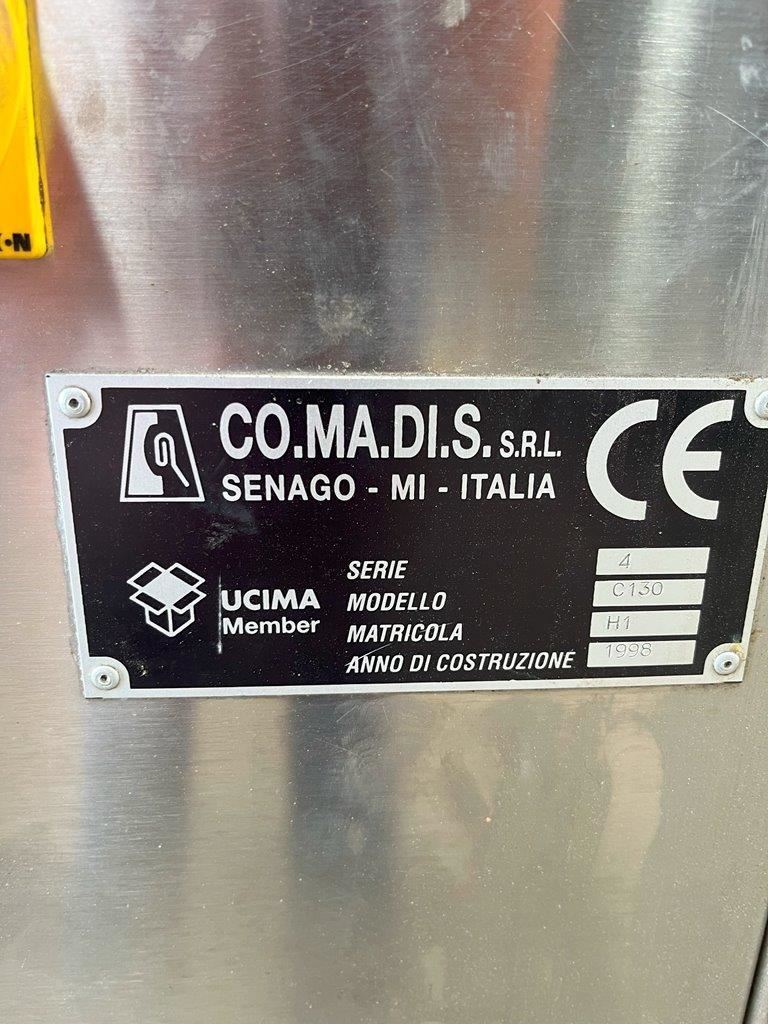 CO.MA.DI.S. S.R.L.
SENAGO - MI - ITALIA
CE
UCIMA
Member
SERIE 4
MODELLO C130
MATRICOLA H1
ANNO DI COSTRUZIONE 1998